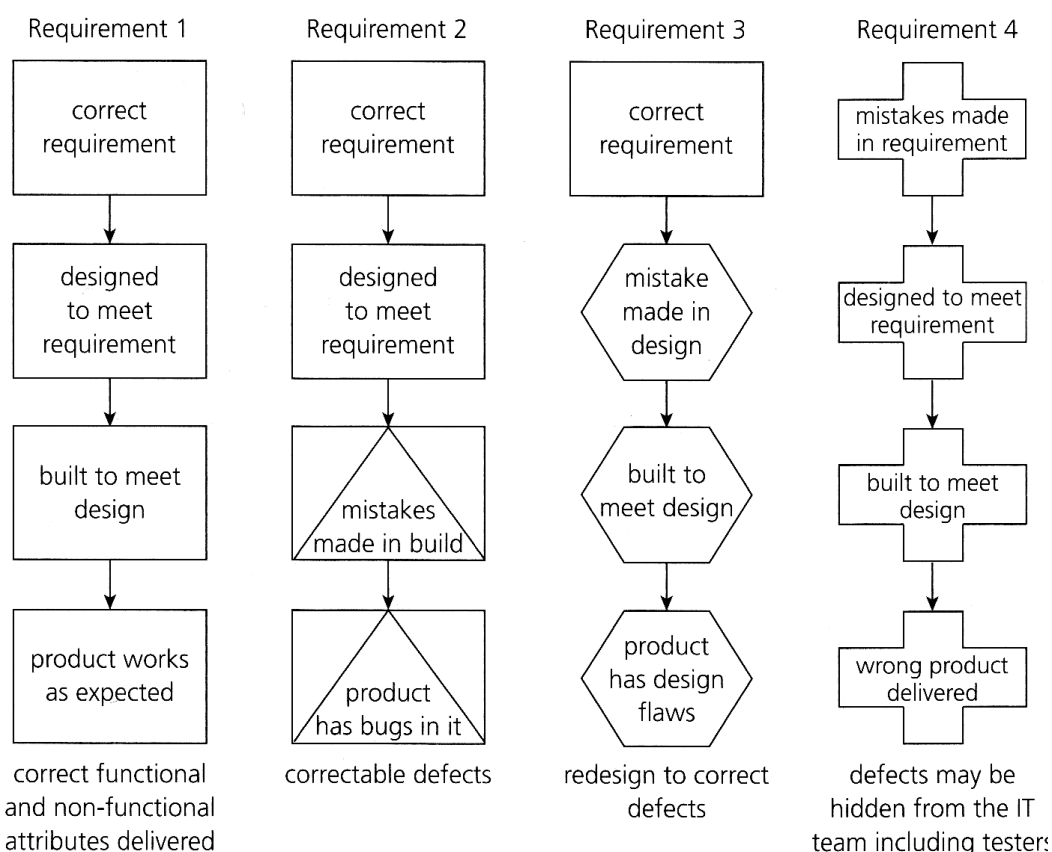 Requirement 1
correct
requirement
designed
to meet
requirement
built to meet
design
product works
as expected
correct functional
and non-functional
attributes delivered
Requirement 2
correct
requirement
designed
to meet
requirement
mistakes
made in build
product
has bugs in it
correctable defects
Requirement 3
correct
requirement
mistake
made in
design
built to
meet design
product
has design
flaws
redesign to correct
defects
Requirement 4
mistakes made
in requirement
designed to meet
requirement
built to meet
design
wrong product
delivered
defects may be
hidden from the IT
team including testers